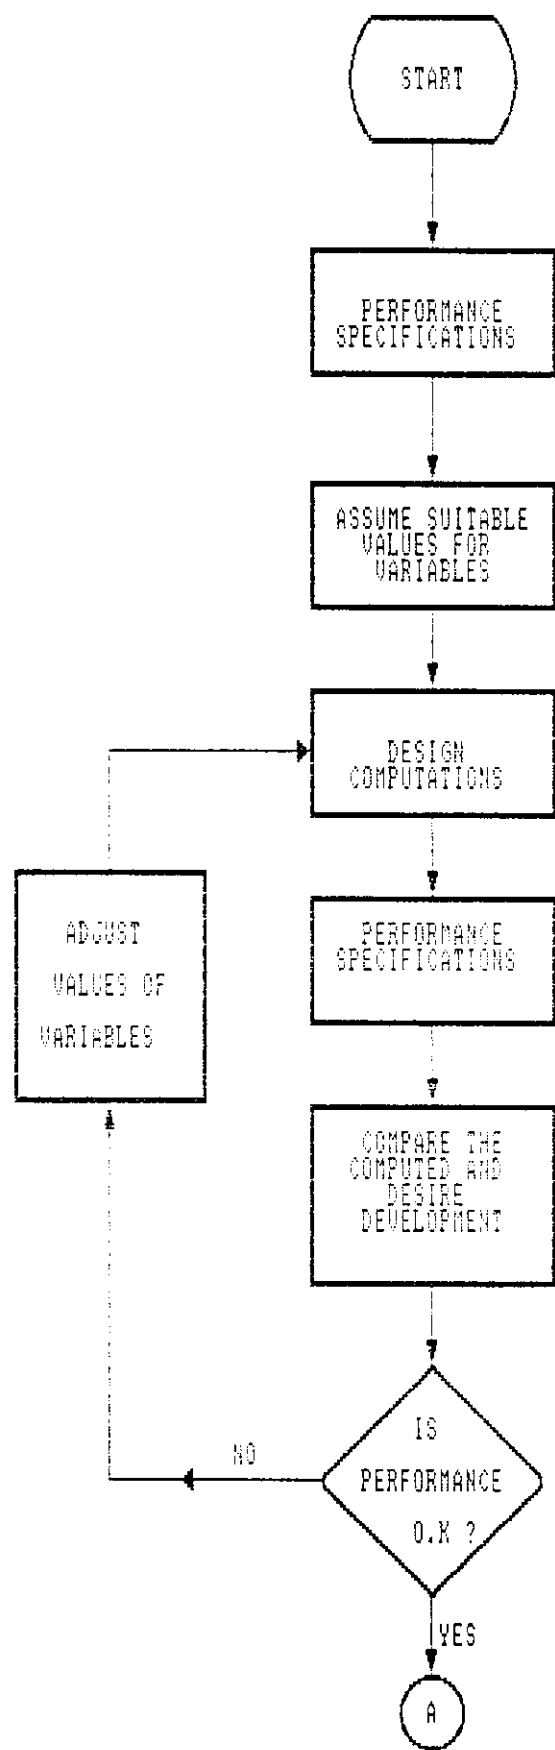 START
PERFORMANCE
SPECIFICATIONS
ASSUME SUITABLE
VALUES FOR
VARIABLES
DESIGN
COMPUTATIONS
ADJUST
VALUES OF
VARIABLES
PERFORMANCE
SPECIFICATIONS
COMPARE THE
COMPUTED AND
DESIRE
DEVELOPMENT
IS
PERFORMANCE
O.K ?
NO
YES
A